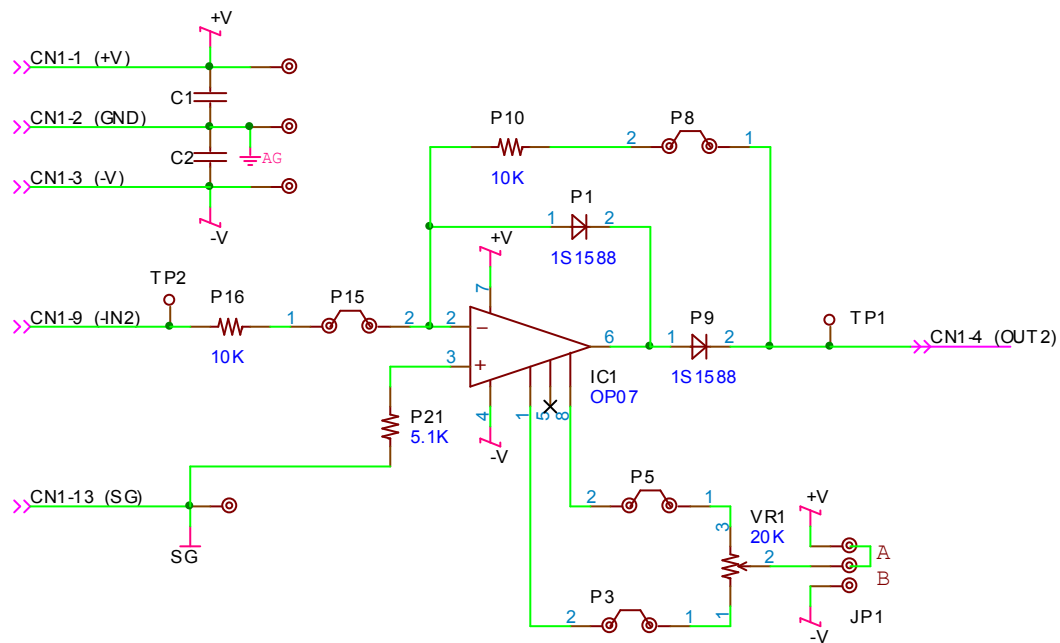 +V
CN1-1 (+V)
C1
CN1-2 (GND)
C2
AG
CN1-3 (-V)
-V
P10
10K
2
P8
1
P1
1
2
1S1588
+V
7
TP2
CN1-9 (-IN2)
P16
10K
1
P15
2
2
3
6
IC1
OP07
1
P9
2
1S1588
TP1
CN1-4 (OUT2)
P21
5.1K
4
-V
1
5
8
CN1-13 (SG)
SG
2
P5
1
3
VR1
20K
2
1
2
P3
1
+V
A
B
JP1
-V